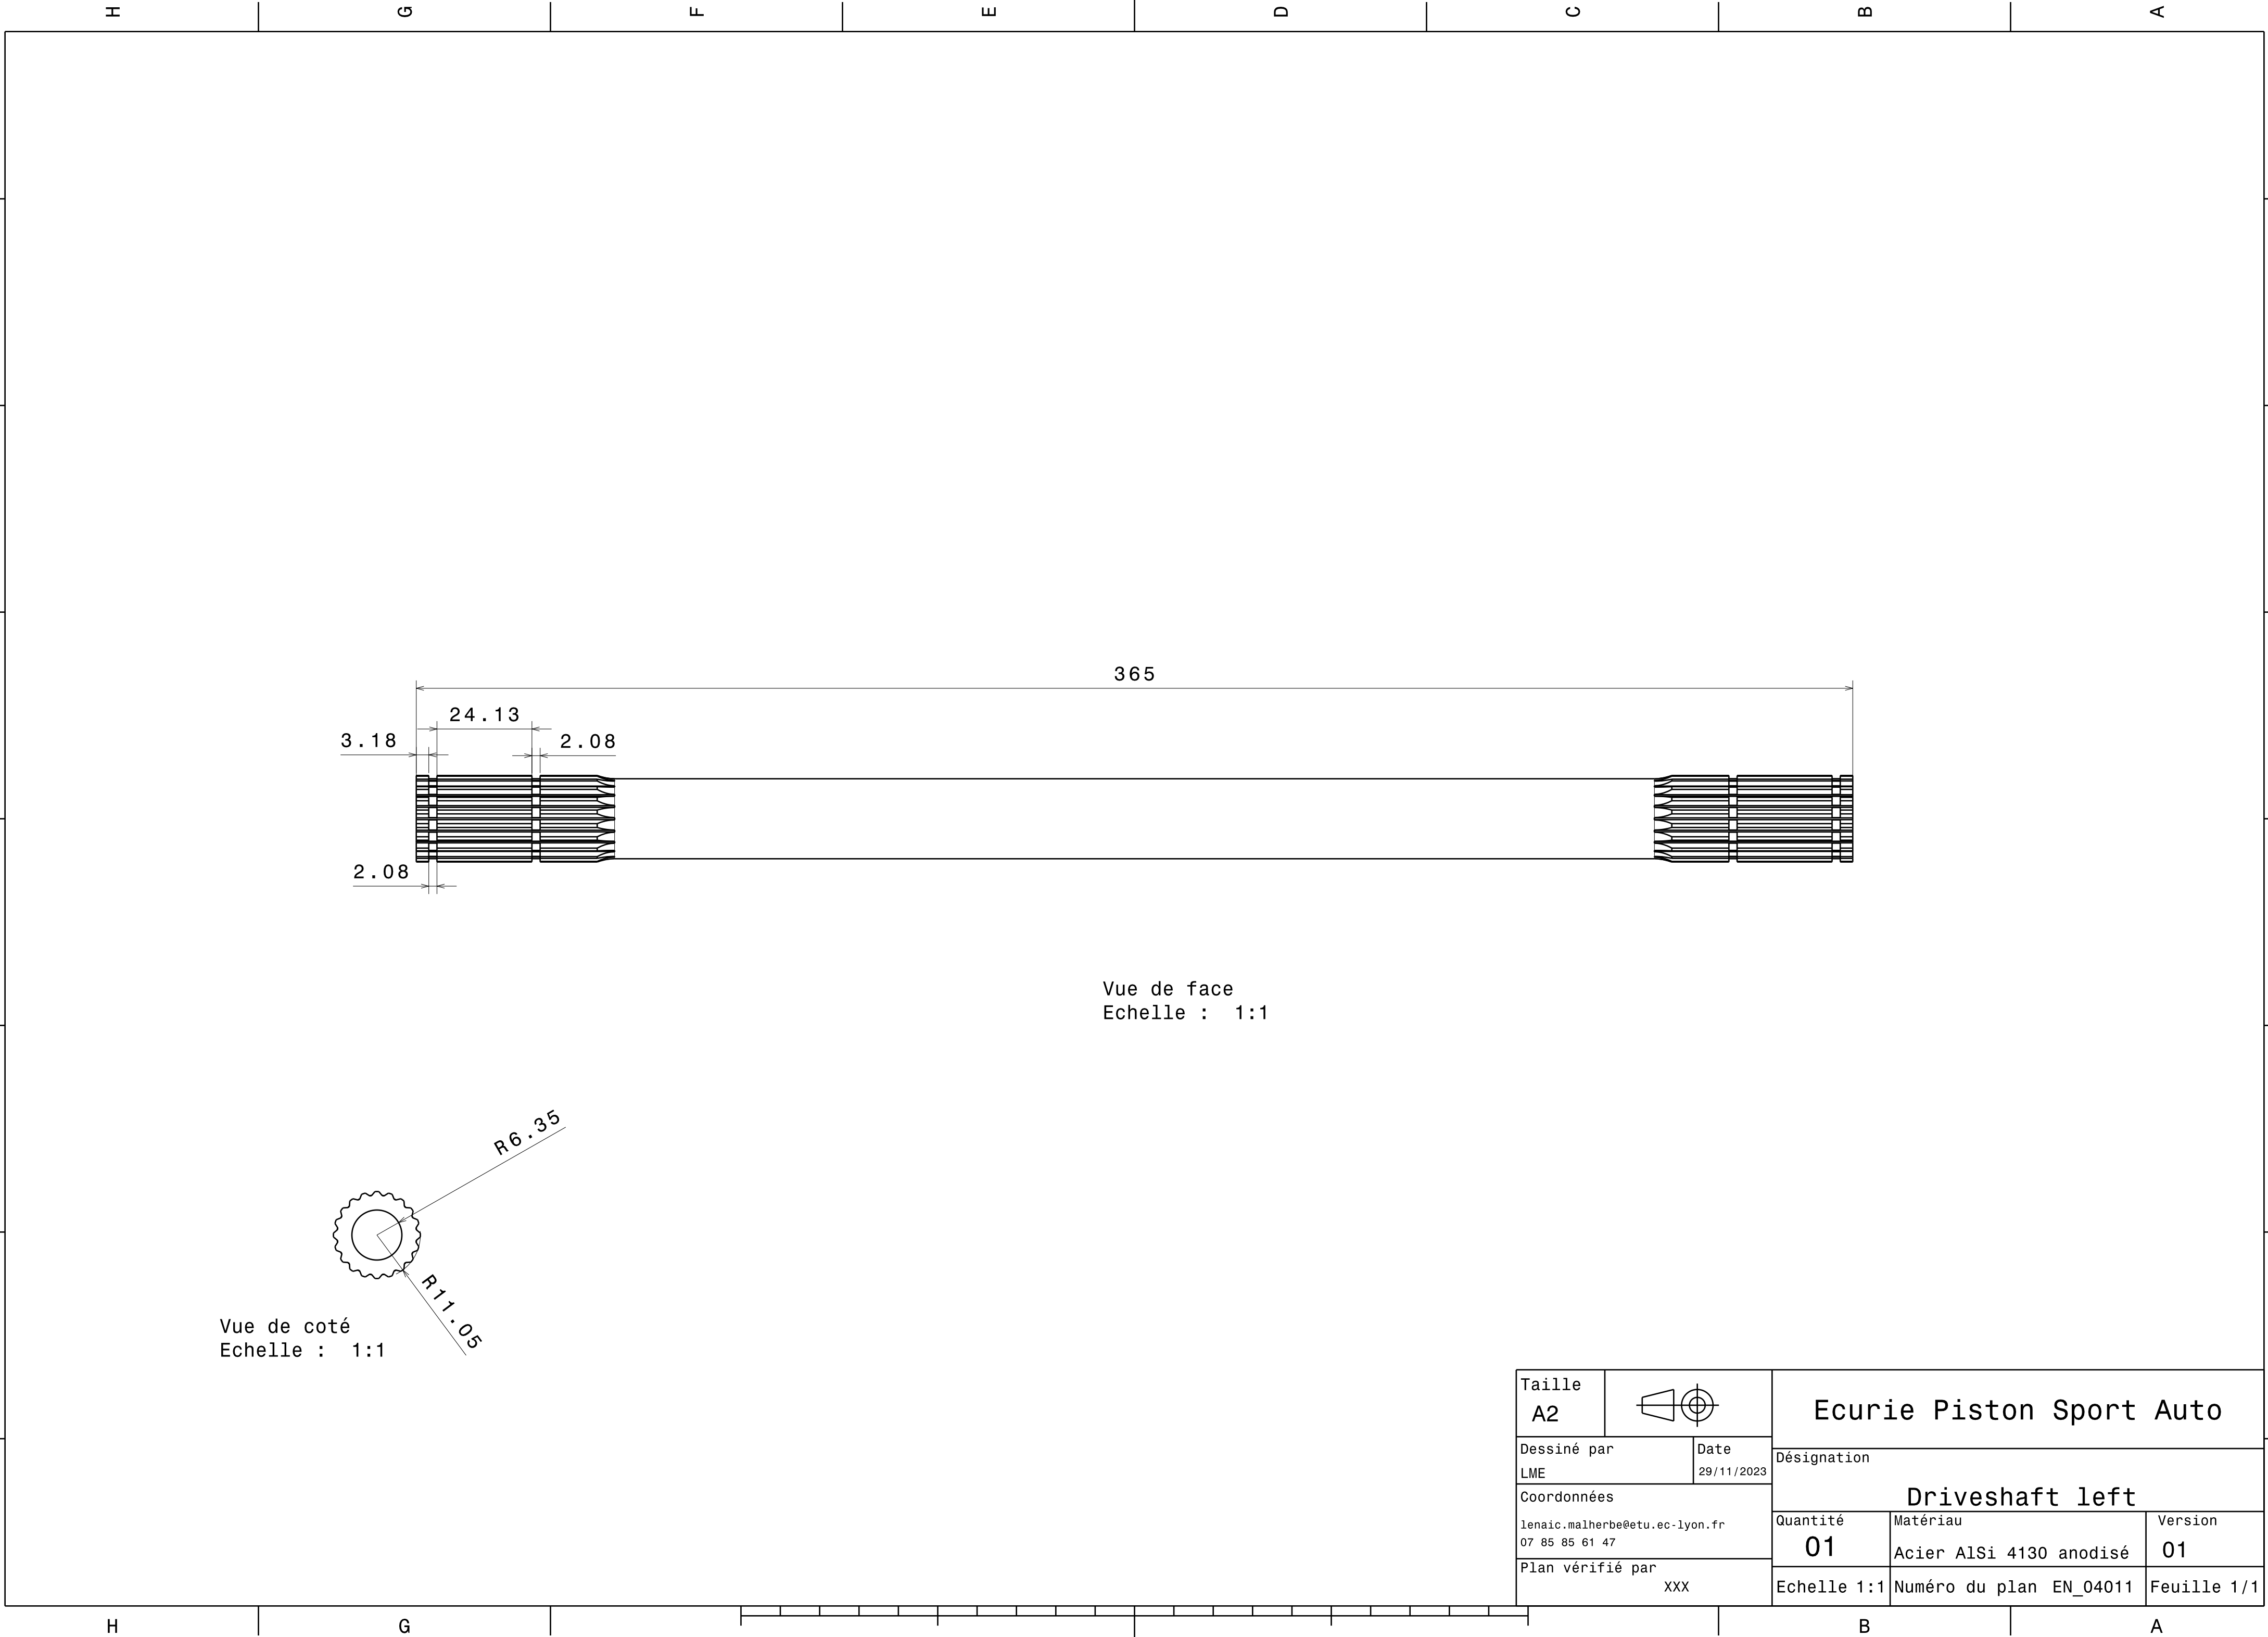 H G F E D C B A
365
24.13
3.18
2.08
2.08
Vue de face
Echelle : 1:1
R6.35
R11.05
Vue de coté
Echelle : 1:1
Taille
A2
Ecurie Piston Sport Auto
Dessiné par
LME
Date
29/11/2023
Désignation
Driveshaft left
Coordonnées
lenaic.malherbe@etu.ec-lyon.fr
07 85 85 61 47
Quantité
01
Matériau
Acier AlSi 4130 anodisé
Version
01
Plan vérifié par
XXX
Echelle 1:1
Numéro du plan EN_04011
Feuille 1/1
H G B A